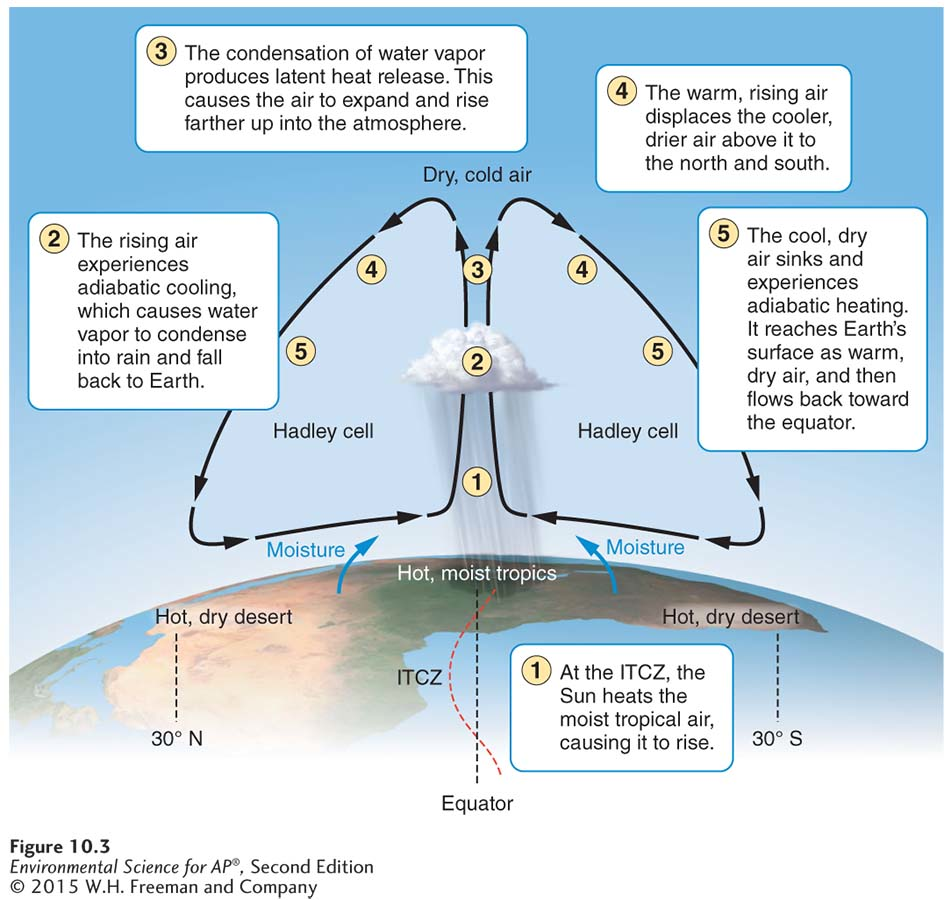 3 The condensation of water vapor
produces latent heat release. This
causes the air to expand and rise
farther up into the atmosphere.
4 The warm, rising air
displaces the cooler,
drier air above it to
the north and south.
Dry, cold air
2 The rising air
experiences
adiabatic cooling,
which causes water
vapor to condense
into rain and fall
back to Earth.
5 The cool, dry
air sinks and
experiences
adiabatic heating.
It reaches Earth's
surface as warm,
dry air, and then
flows back toward
the equator.
4 3 4
5 2 5
Hadley cell Hadley cell
1
Moisture Moisture
Hot, moist tropics
Hot, dry desert Hot, dry desert
ITCZ
1 At the ITCZ, the
Sun heats the
moist tropical air,
causing it to rise.
30° N 30° S
Equator
Figure 10.3
Environmental Science for AP®, Second Edition
© 2015 W.H. Freeman and Company